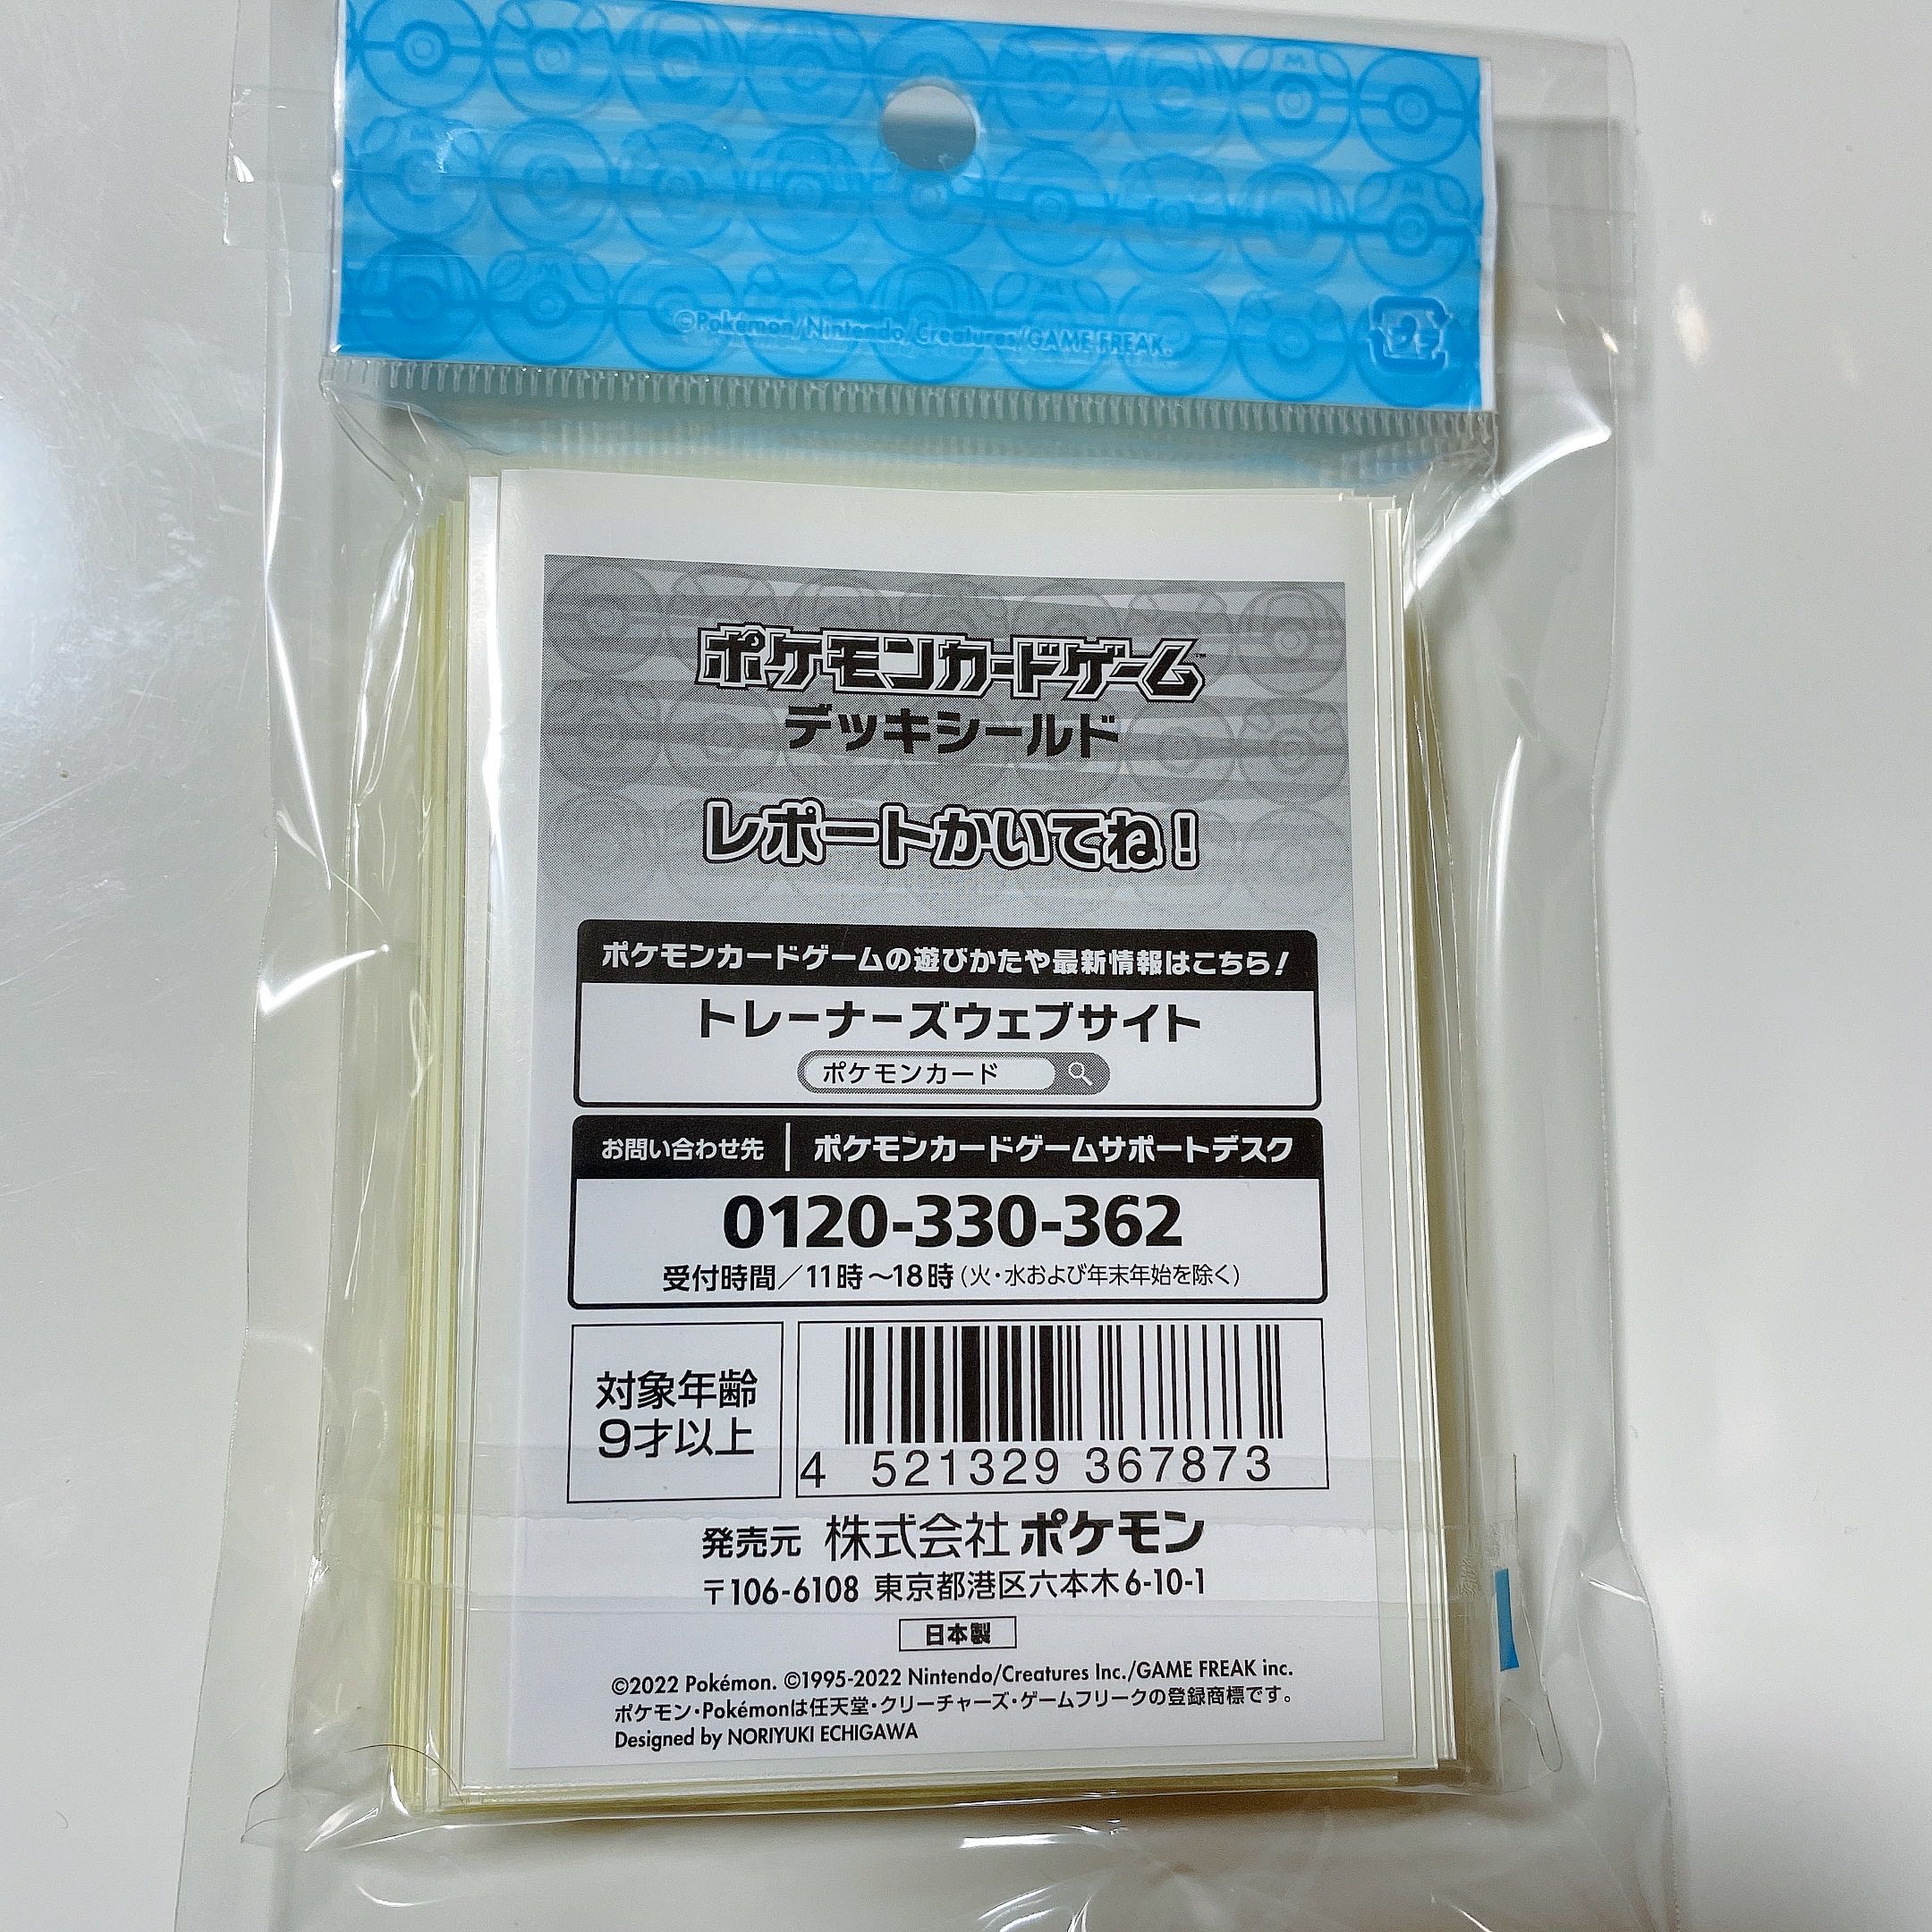 ©Pokémon/Nintendo/Creatures/GAME FREAK.
プラ
ポケモンカードゲーム™
デッキシールド
レポートかいてね!
ポケモンカードゲームの遊びかたや最新情報はこちら!
トレーナーズウェブサイト
ポケモンカード
お問い合わせ先 ポケモンカードゲームサポートデスク
0120-330-362
受付時間/11時～18時(火・水および年末年始を除く)
対象年齢
9才以上
4 521329 367873
発売元 株式会社ポケモン
〒106-6108 東京都港区六本木6-10-1
日本製
©2022 Pokémon. ©1995-2022 Nintendo/Creatures Inc./GAME FREAK inc.
ポケモン・Pokémonは任天堂・クリーチャーズ・ゲームフリークの登録商標です。
Designed by NORIYUKI ECHIGAWA